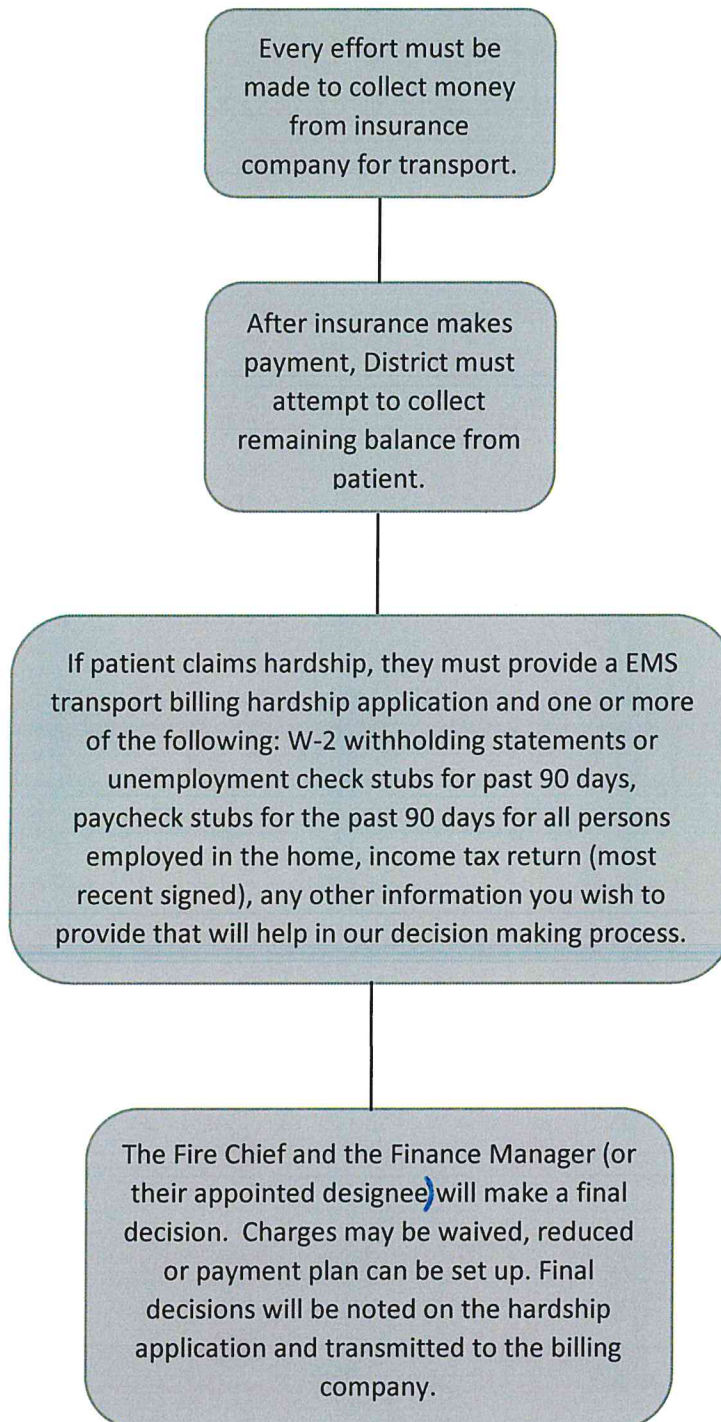 Every effort must be
made to collect money
from insurance
company for transport.
After insurance makes
payment, District must
attempt to collect
remaining balance from
patient.
If patient claims hardship, they must provide a EMS
transport billing hardship application and one or more
of the following: W-2 withholding statements or
unemployment check stubs for past 90 days,
paycheck stubs for the past 90 days for all persons
employed in the home, income tax return (most
recent signed), any other information you wish to
provide that will help in our decision making process.
The Fire Chief and the Finance Manager (or
their appointed designee)will make a final
decision.  Charges may be waived, reduced
or payment plan can be set up. Final
decisions will be noted on the hardship
application and transmitted to the billing
company.